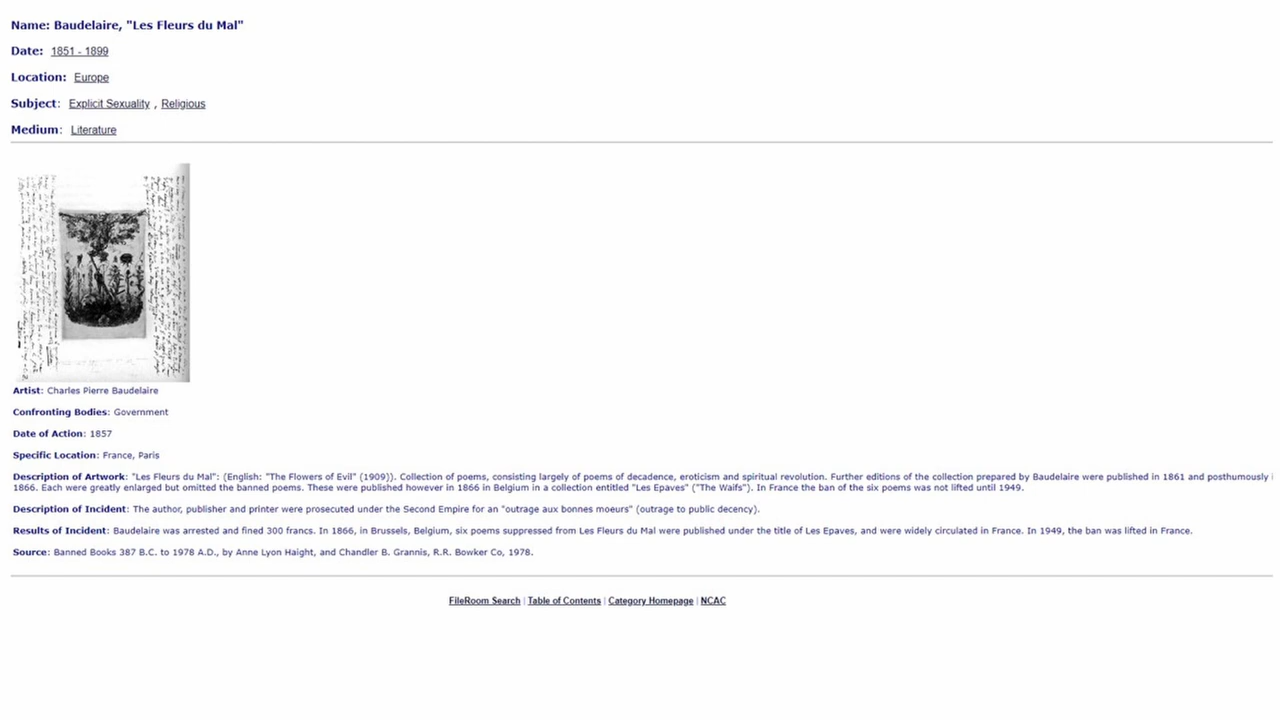 Name: Baudelaire, "Les Fleurs du Mal"
Date: 1851 - 1899
Location: Europe
Subject: Explicit Sexuality , Religious
Medium: Literature
Artist: Charles Pierre Baudelaire
Confronting Bodies: Government
Date of Action: 1857
Specific Location: France, Paris
Description of Artwork: "Les Fleurs du Mal": (English: "The Flowers of Evil" (1909)). Collection of poems, consisting largely of poems of decadence, eroticism and spiritual revolution. Further editions of the collection prepared by Baudelaire were published in 1861 and posthumously
1866. Each were greatly enlarged but omitted the banned poems. These were published however in 1866 in Belgium in a collection entitled "Les Epaves" ("The Waifs"). In France the ban of the six poems was not lifted until 1949.
Description of Incident: The author, publisher and printer were prosecuted under the Second Empire for an "outrage aux bonnes moeurs" (outrage to public decency).
Results of Incident: Baudelaire was arrested and fined 300 francs. In 1866, in Brussels, Belgium, six poems suppressed from Les Fleurs du Mal were published under the title of Les Epaves, and were widely circulated in France. In 1949, the ban was lifted in France.
Source: Banned Books 387 B.C. to 1978 A.D., by Anne Lyon Haight, and Chandler B. Grannis, R.R. Bowker Co, 1978.
FileRoom Search | Table of Contents | Category Homepage | NCAC